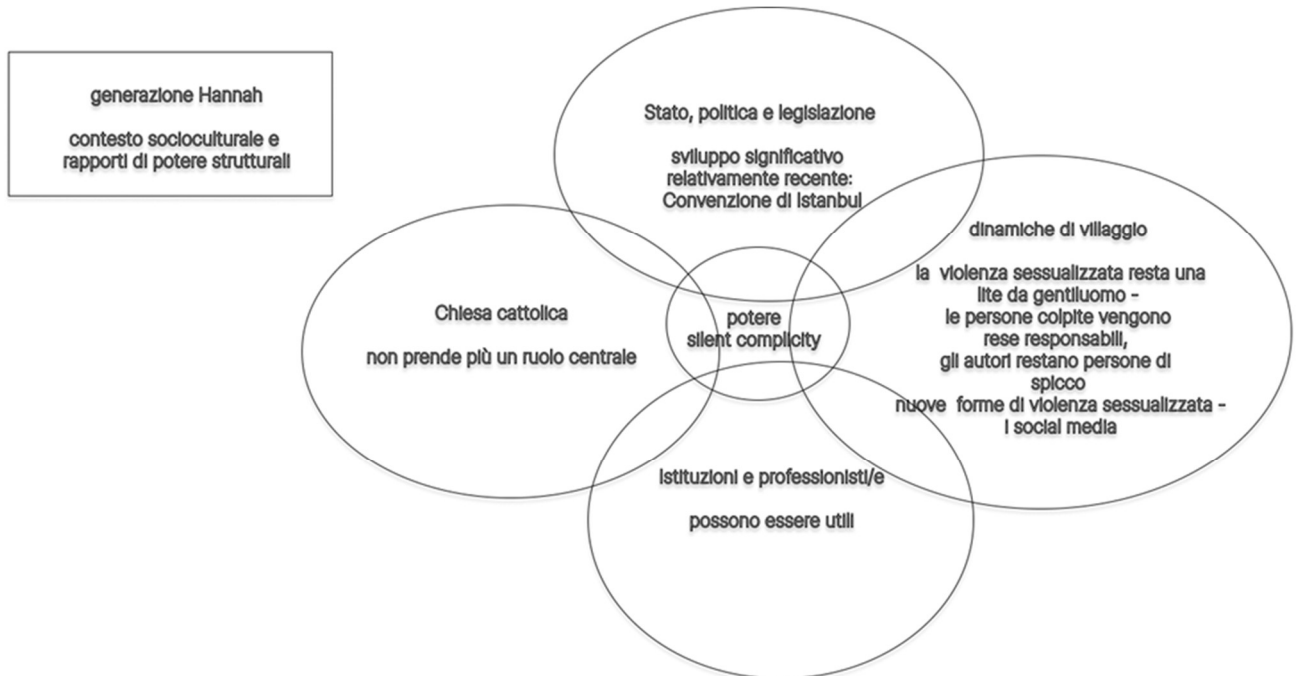 generazione Hannah
contesto socioculturale e
rapporti di potere strutturali
Stato, politica e legislazione
sviluppo significativo
relativamente recente:
Convenzione di Istanbul
Chiesa cattolica
non prende più un ruolo centrale
potere
silent complicity
dinamiche di villaggio
la violenza sessualizzata resta una
lite da gentiluomo -
le persone colpite vengono
rese responsabili,
gli autori restano persone di
spicco
nuove forme di violenza sessualizzata -
i social media
istituzioni e professionisti/e
possono essere utili